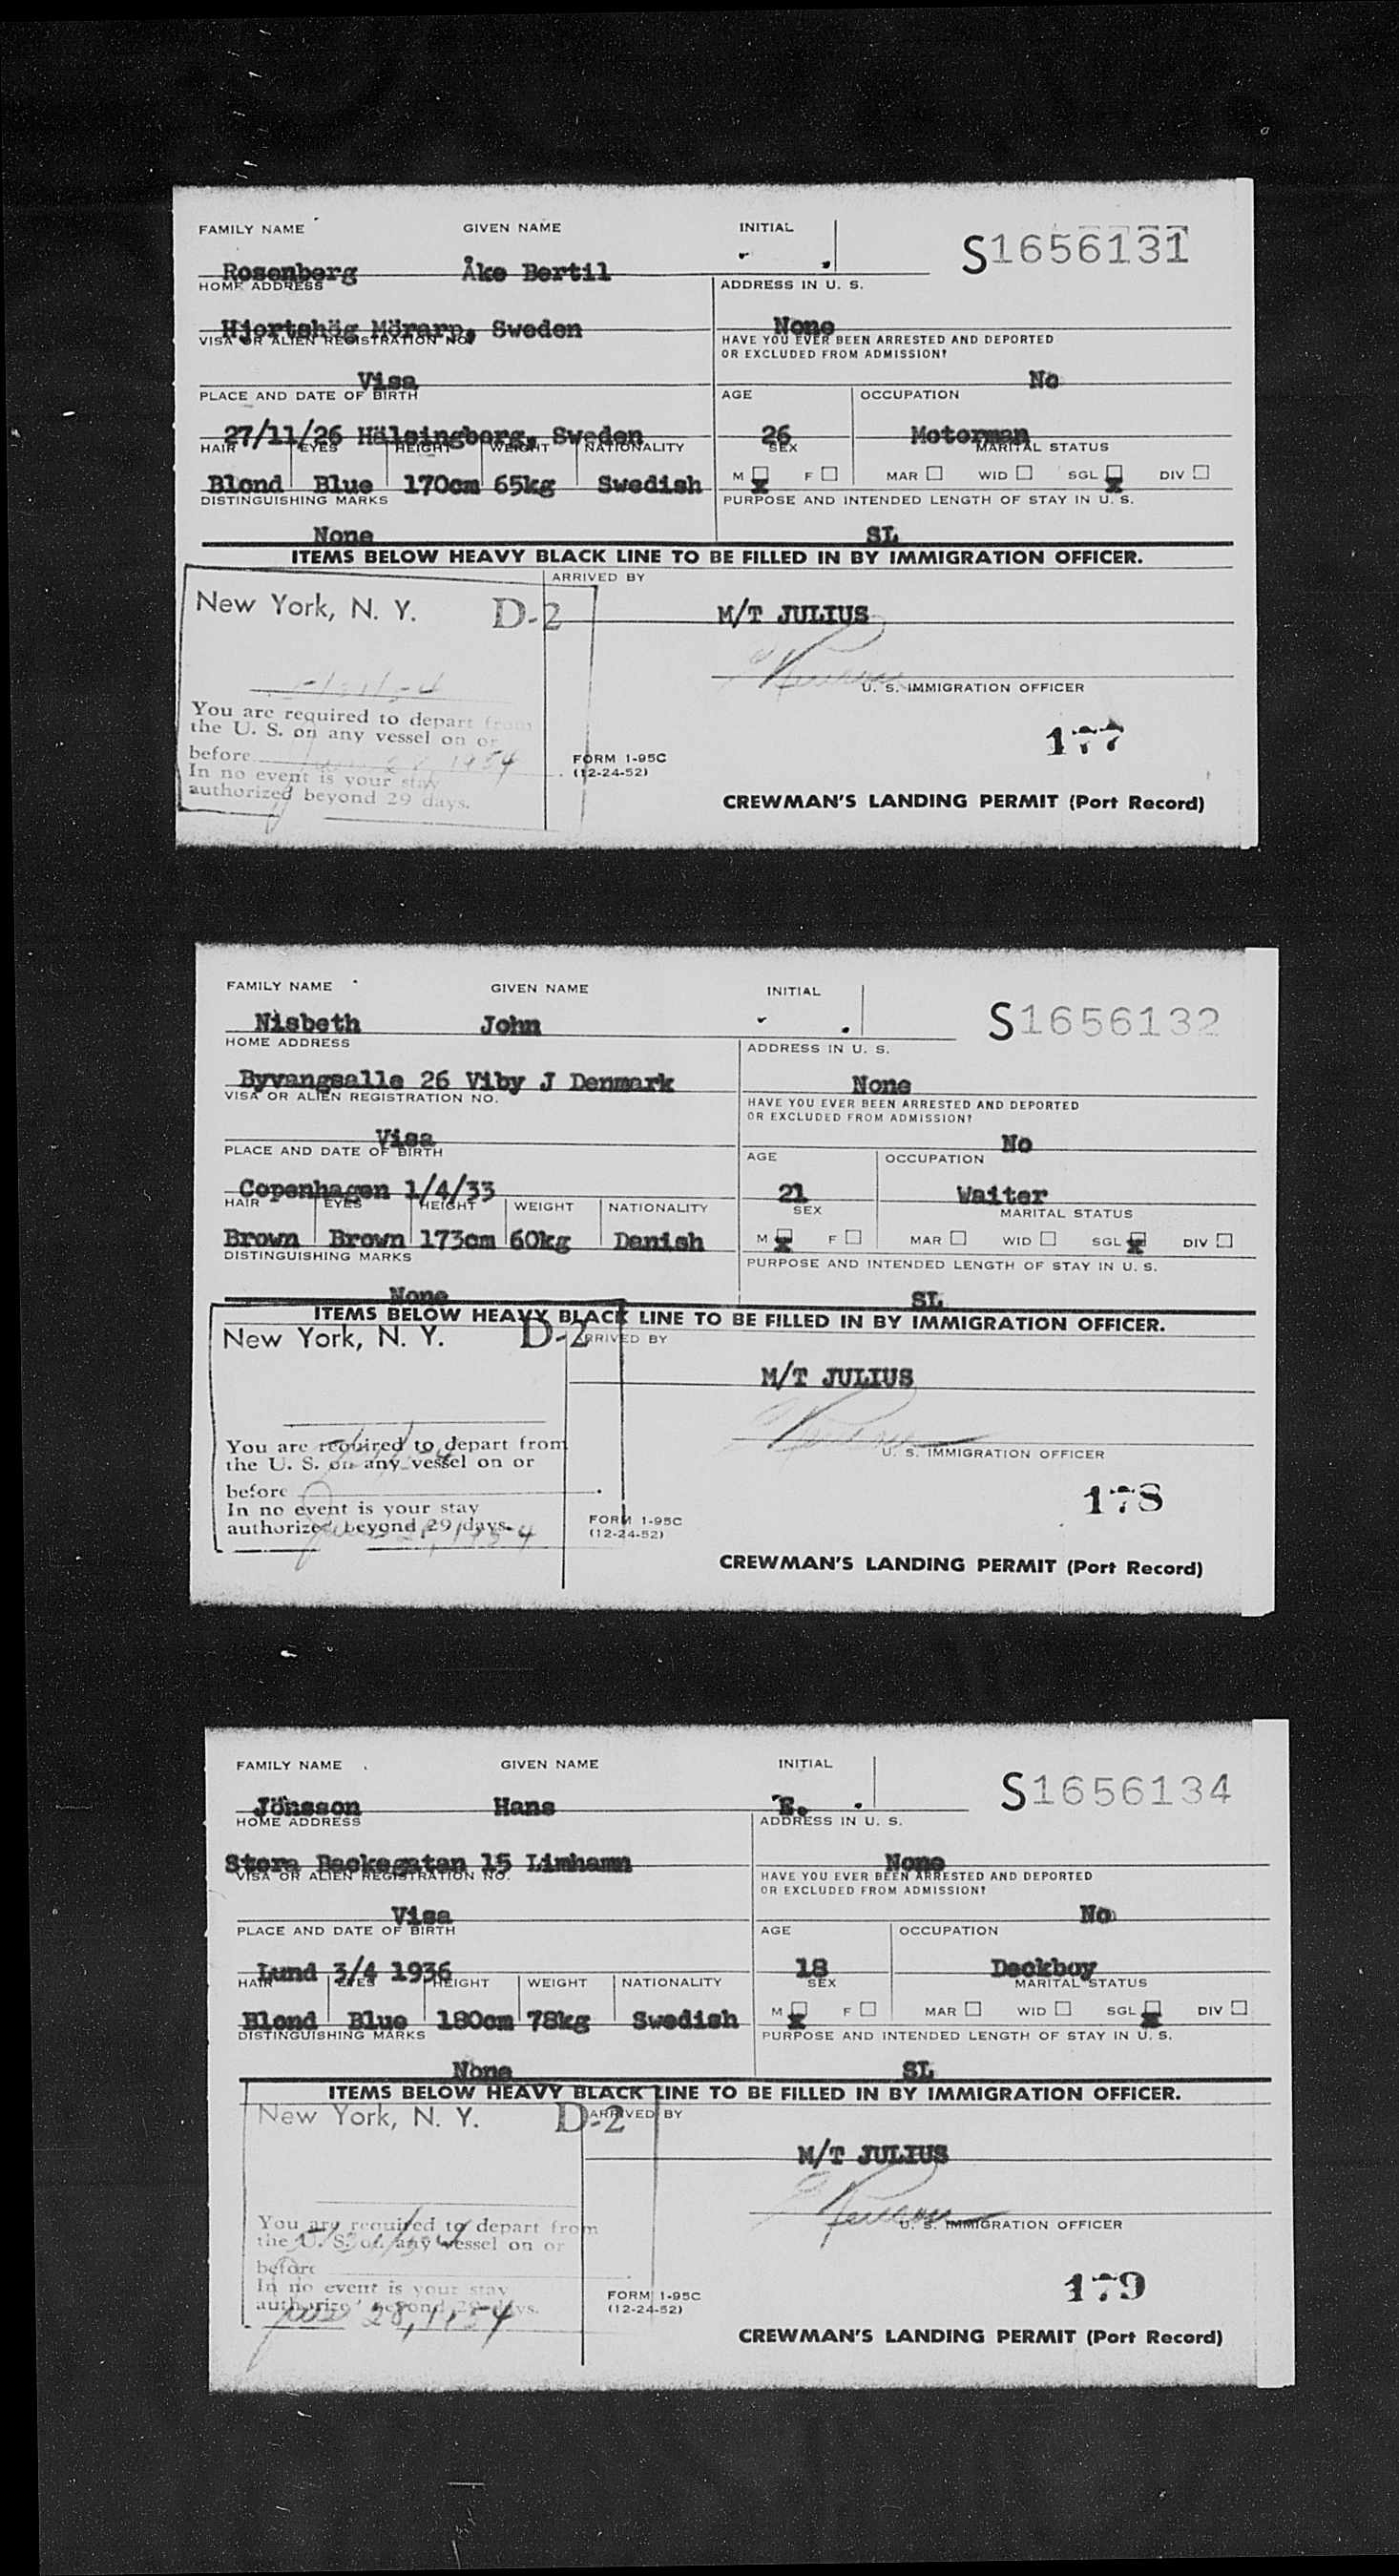 FAMILY NAME GIVEN NAME INITIAL S1656131
Rosenberg Åke Bertil - .
HOME ADDRESS ADDRESS IN U. S.
Hjortshög Mörarp, Sweden None
VISA OR ALIEN REGISTRATION NO. HAVE YOU EVER BEEN ARRESTED AND DEPORTED
OR EXCLUDED FROM ADMISSION?
Visa No
PLACE AND DATE OF BIRTH AGE OCCUPATION
27/11/26 Hälsingborg, Sweden 26 Motorman
HAIR EYES HEIGHT WEIGHT NATIONALITY SEX MARITAL STATUS
Blond Blue 170cm 65kg Swedish M x F MAR WID SGL x DIV
DISTINGUISHING MARKS PURPOSE AND INTENDED LENGTH OF STAY IN U. S.
None SL
ITEMS BELOW HEAVY BLACK LINE TO BE FILLED IN BY IMMIGRATION OFFICER.
ARRIVED BY
New York, N. Y. D-2 M/T JULIUS
U. S. IMMIGRATION OFFICER
You are required to depart from
the U. S. on any vessel on or
before 28 1954
In no event is your stay
authorized beyond 29 days.
177
FORM 1-95C
(12-24-52)
CREWMAN'S LANDING PERMIT (Port Record)
FAMILY NAME GIVEN NAME INITIAL S1656132
Nisbeth John - .
HOME ADDRESS ADDRESS IN U. S.
Byvangsalle 26 Viby J Denmark None
VISA OR ALIEN REGISTRATION NO. HAVE YOU EVER BEEN ARRESTED AND DEPORTED
OR EXCLUDED FROM ADMISSION?
Visa No
PLACE AND DATE OF BIRTH AGE OCCUPATION
Copenhagen 1/4/33 21 Waiter
HAIR EYES HEIGHT WEIGHT NATIONALITY SEX MARITAL STATUS
Brown Brown 173cm 60kg Danish M x F MAR WID SGL x DIV
DISTINGUISHING MARKS PURPOSE AND INTENDED LENGTH OF STAY IN U. S.
None SL
ITEMS BELOW HEAVY BLACK LINE TO BE FILLED IN BY IMMIGRATION OFFICER.
New York, N. Y. D-2 ARRIVED BY
M/T JULIUS
You are required to depart from
the U. S. on any vessel on or
U. S. IMMIGRATION OFFICER
before
In no event is your stay
authorized beyond 29 days.
178
FORM 1-95C
(12-24-52)
CREWMAN'S LANDING PERMIT (Port Record)
FAMILY NAME GIVEN NAME INITIAL S1656134
Jönsson Hans E. .
HOME ADDRESS ADDRESS IN U. S.
Stora Backegatan 15 Limhamn None
VISA OR ALIEN REGISTRATION NO. HAVE YOU EVER BEEN ARRESTED AND DEPORTED
OR EXCLUDED FROM ADMISSION?
Visa No
PLACE AND DATE OF BIRTH AGE OCCUPATION
Lund 3/4 1936 18 Deckboy
HAIR EYES HEIGHT WEIGHT NATIONALITY SEX MARITAL STATUS
Blond Blue 180cm 78kg Swedish M x F MAR WID SGL x DIV
DISTINGUISHING MARKS PURPOSE AND INTENDED LENGTH OF STAY IN U. S.
None SL
ITEMS BELOW HEAVY BLACK LINE TO BE FILLED IN BY IMMIGRATION OFFICER.
New York, N. Y. D-2 ARRIVED BY
M/T JULIUS
5/31/54
You are required to depart from
the U. S. on any vessel on or
U. S. IMMIGRATION OFFICER
before
In no event is your stay
authorized beyond 29 days.
June 28, 1954
179
FORM 1-95C
(12-24-52)
CREWMAN'S LANDING PERMIT (Port Record)